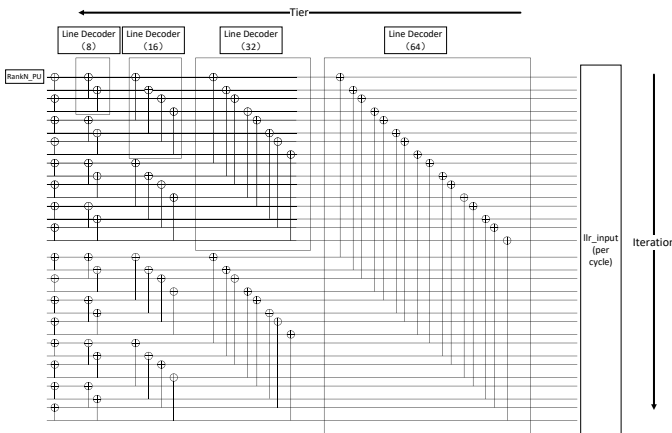 Tier
Line Decoder
（8）
Line Decoder
（16）
Line Decoder
（32）
Line Decoder
（64）
RankN_PU
llr_input
(per
cycle)
Iteration